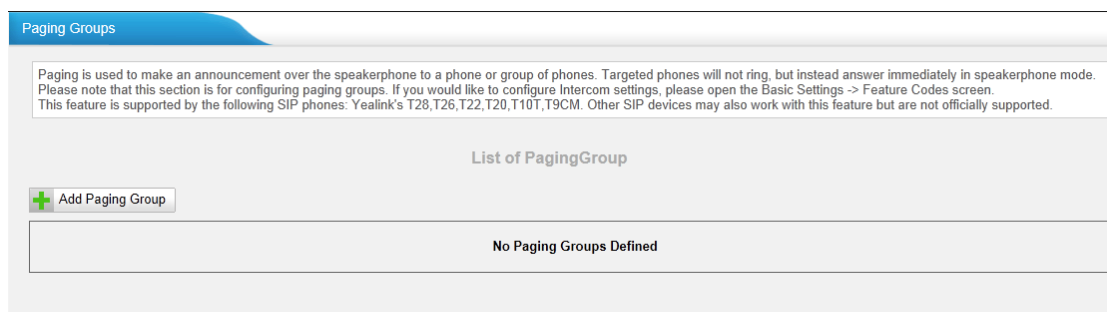 Paging Groups
Paging is used to make an announcement over the speakerphone to a phone or group of phones. Targeted phones will not ring, but instead answer immediately in speakerphone mode.
Please note that this section is for configuring paging groups. If you would like to configure Intercom settings, please open the Basic Settings -> Feature Codes screen.
This feature is supported by the following SIP phones: Yealink's T28,T26,T22,T20,T10T,T9CM. Other SIP devices may also work with this feature but are not officially supported.
List of PagingGroup
Add Paging Group
No Paging Groups Defined